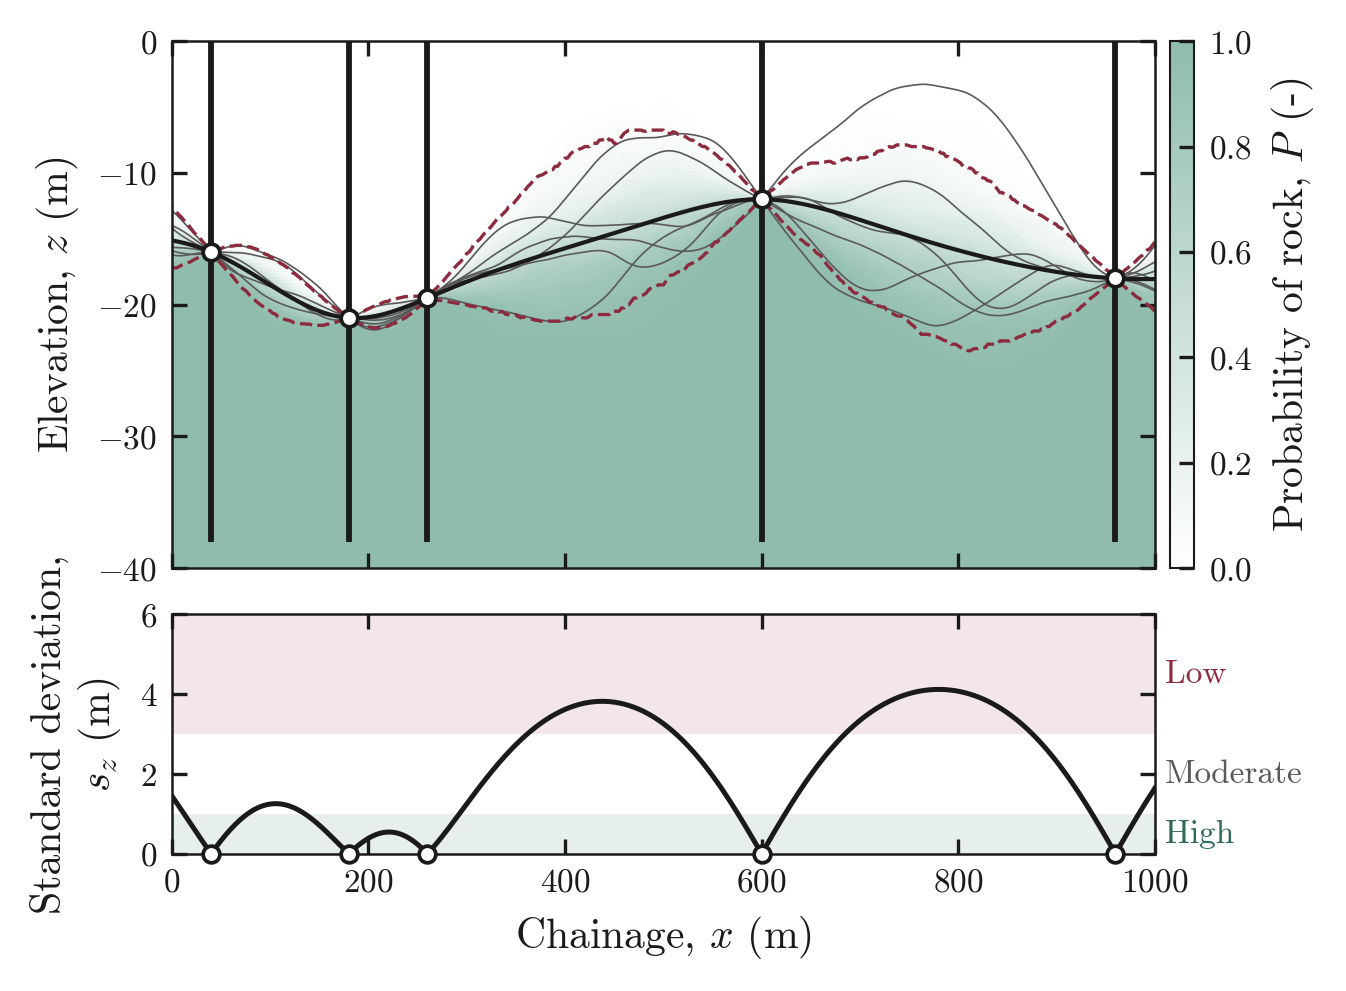 0
−10
−20
−30
−40
Elevation, z (m)
1.0
0.8
0.6
0.4
0.2
0.0
Probability of rock, P (-)
6
4
2
0
Standard deviation,
s_z (m)
Low
Moderate
High
0 200 400 600 800 1000
Chainage, x (m)